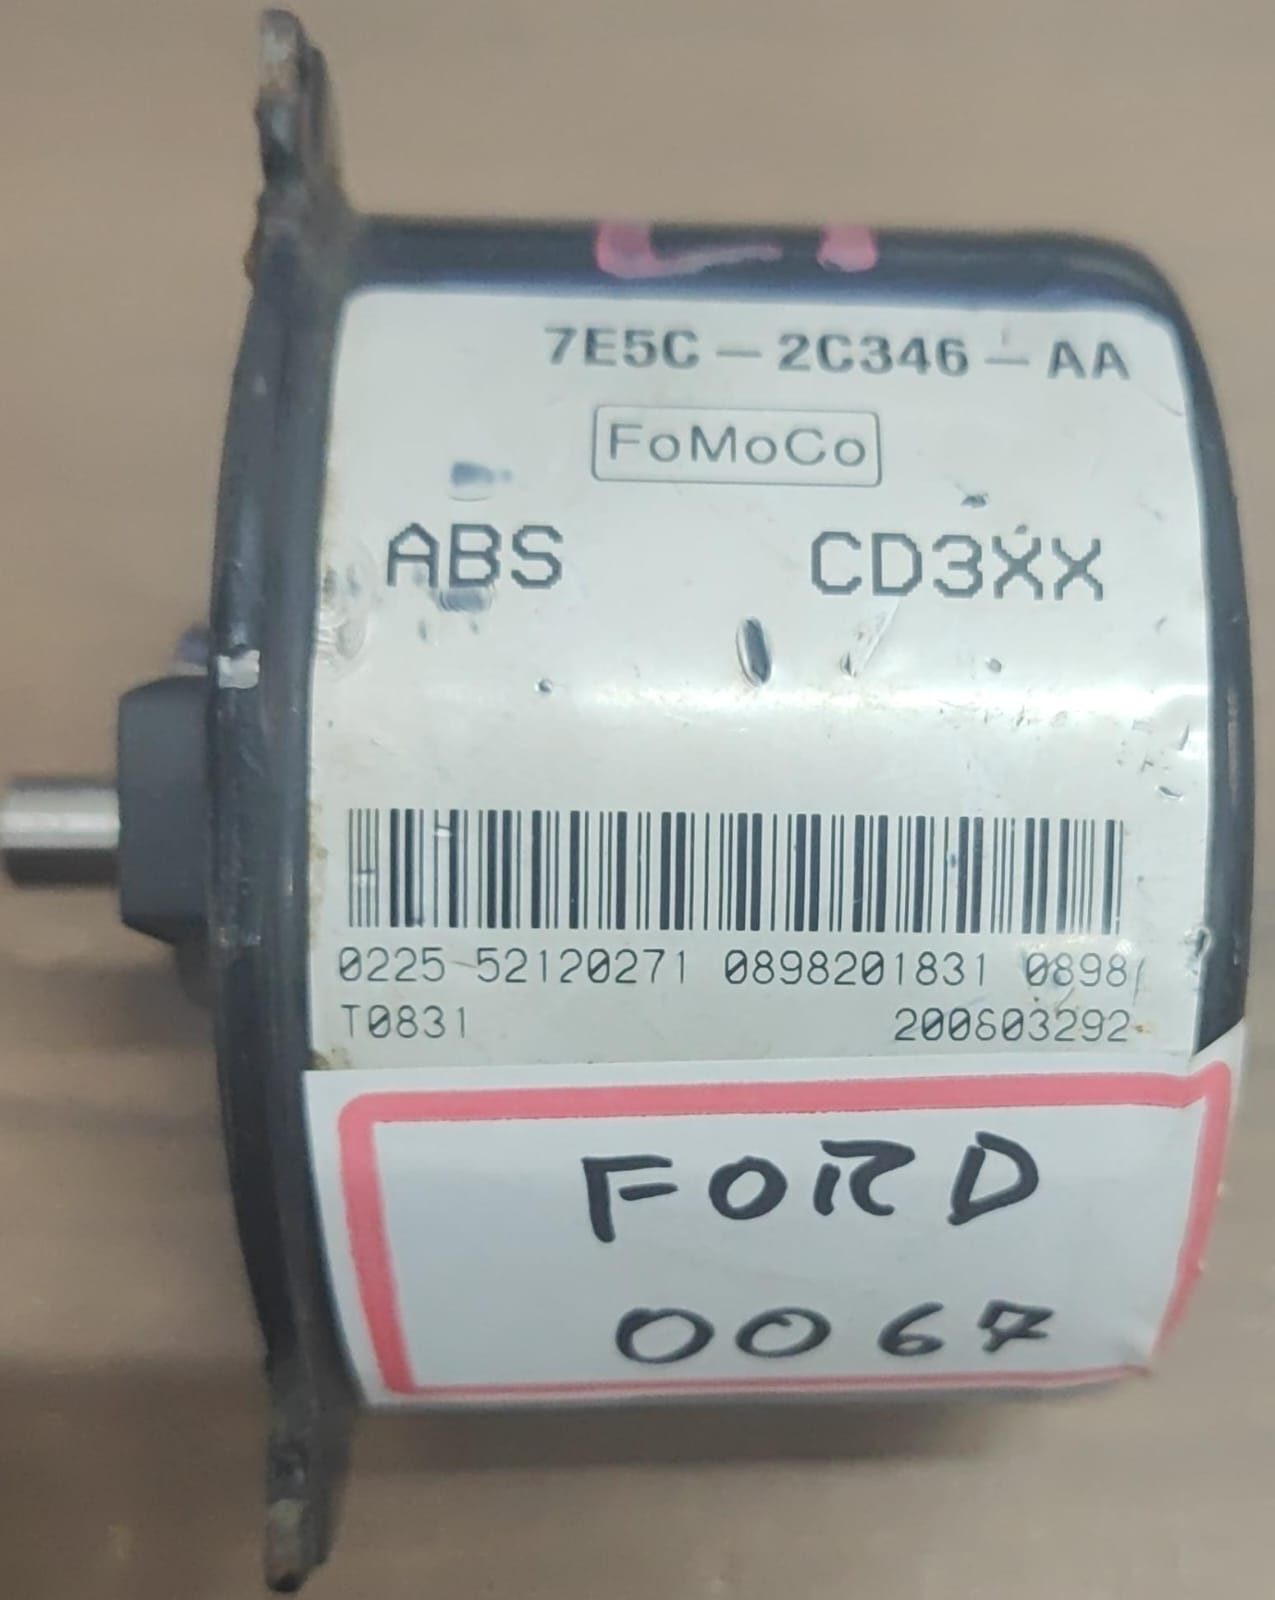 7E5C-2C346-AA
FoMoCo
ABS CD3XX
0225-52120271 0898201831 0898
T0831 200603292
FORD
0067